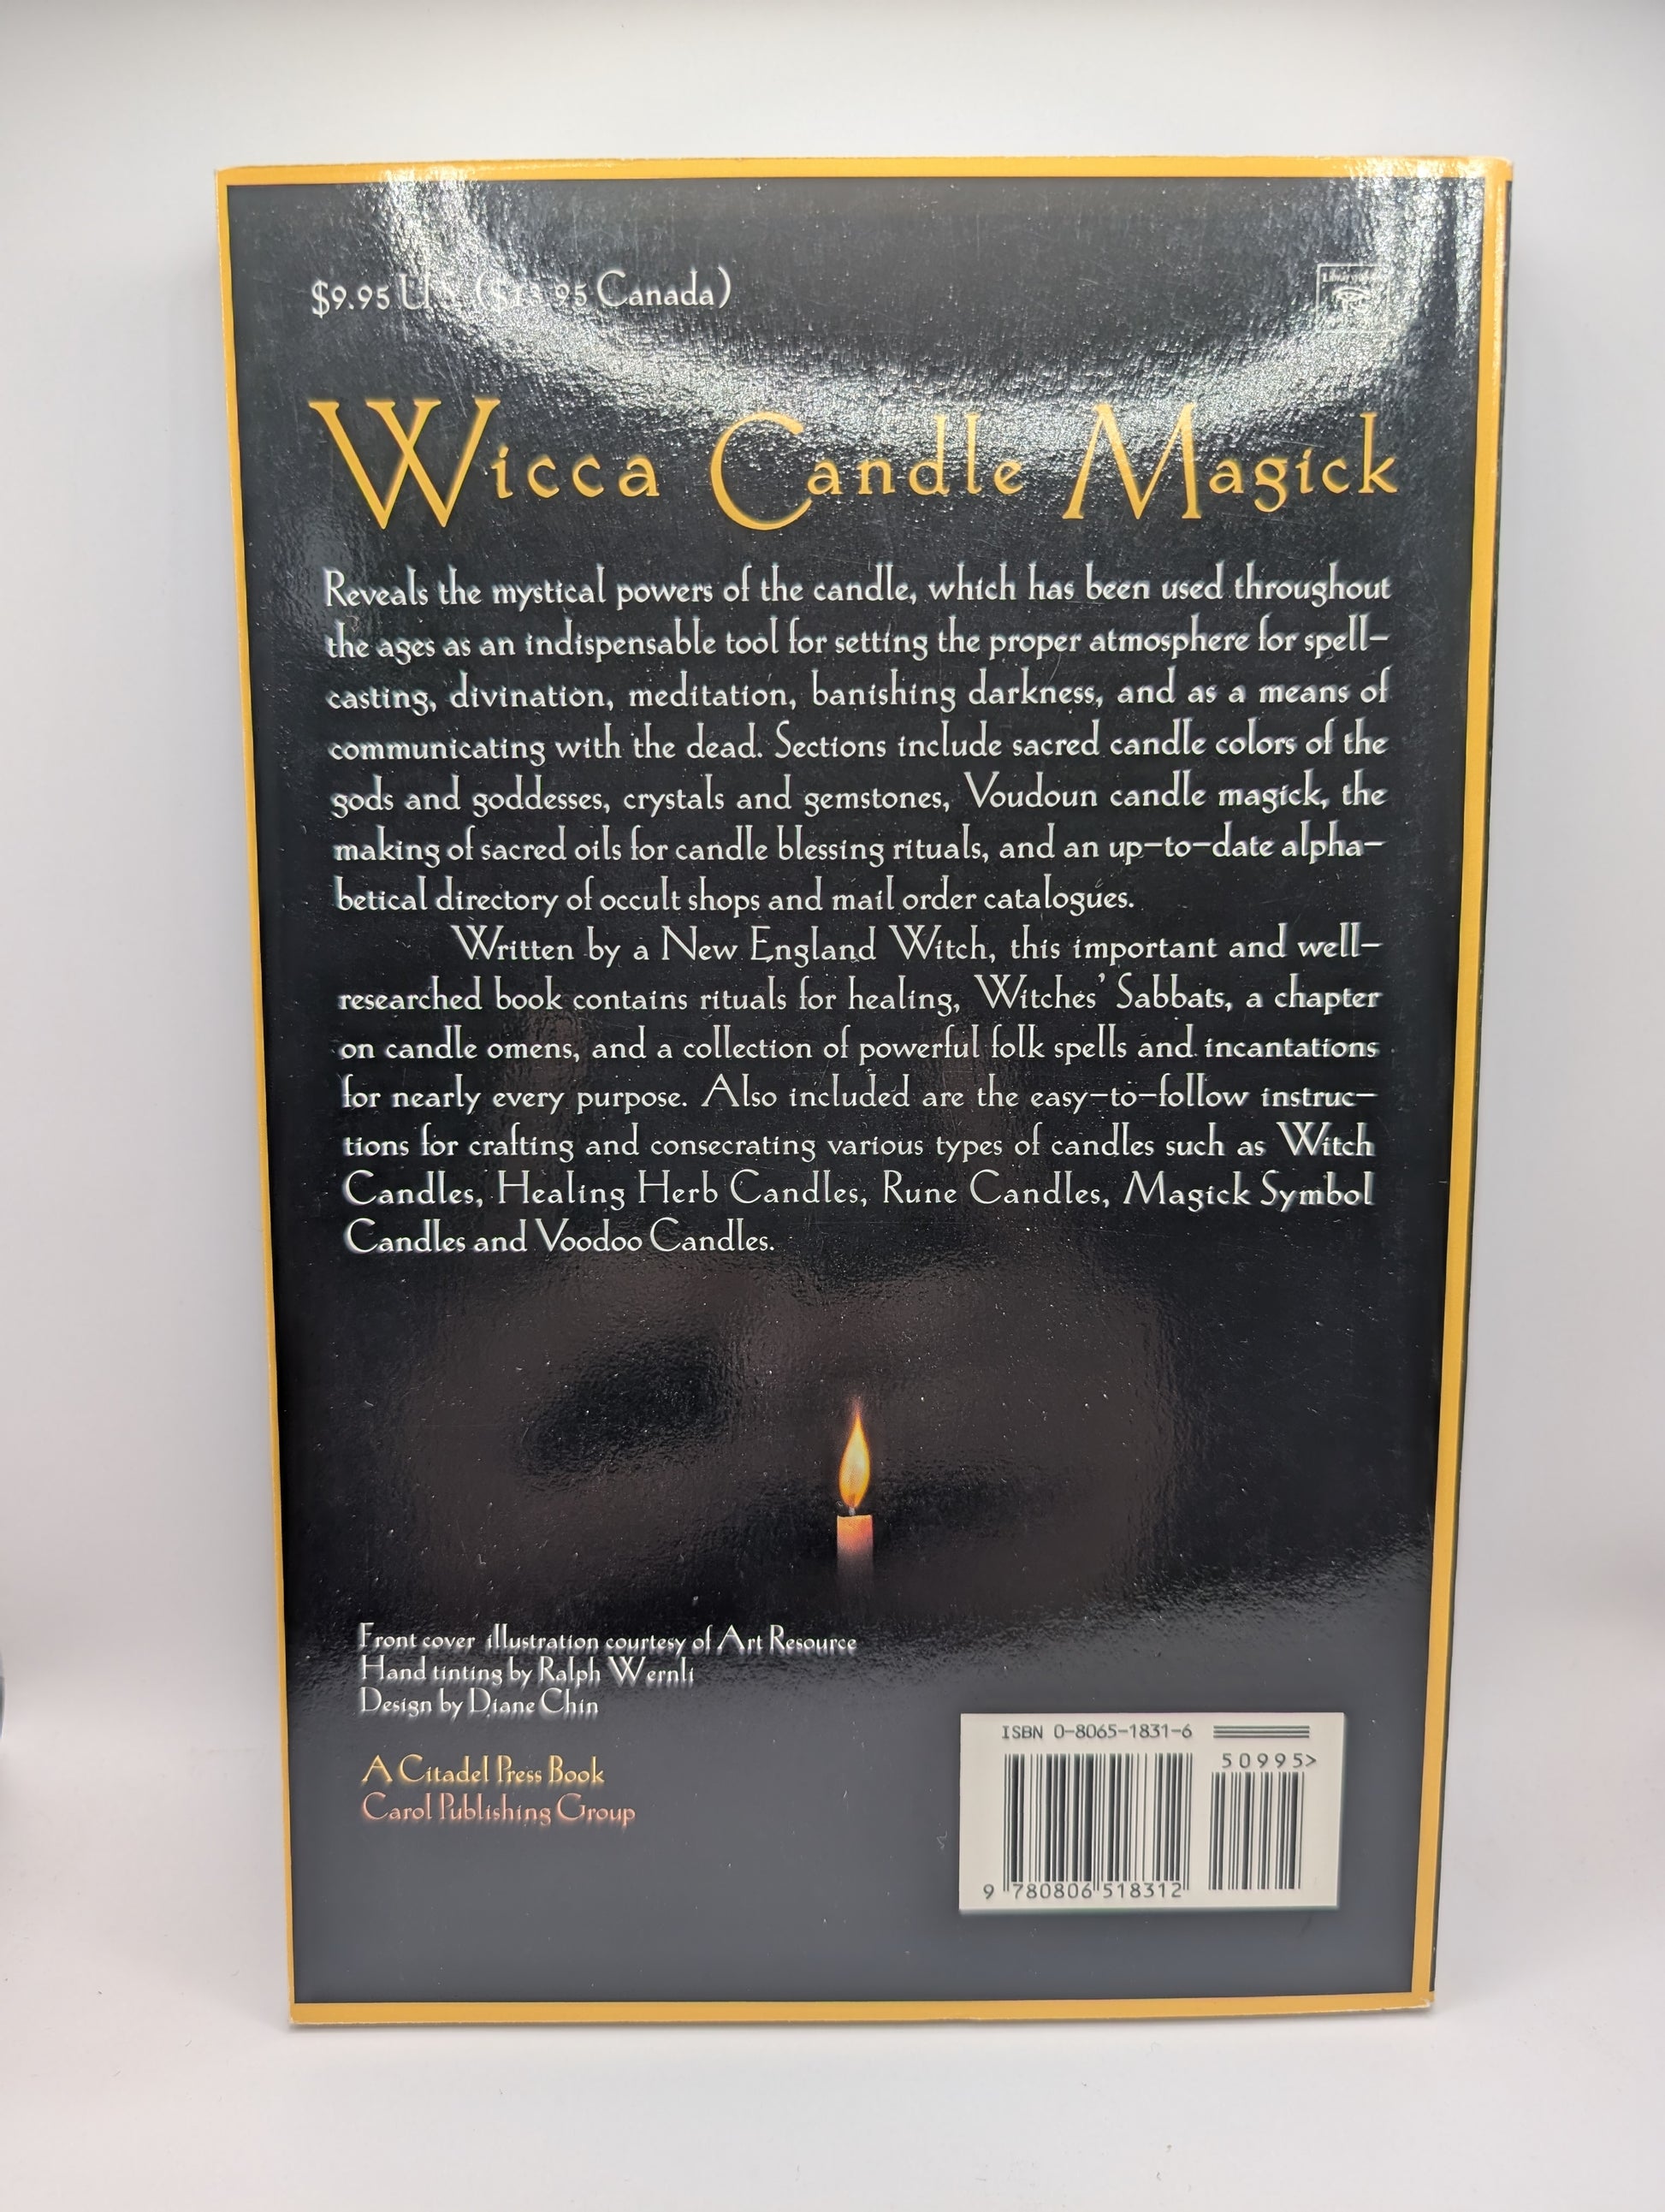 $9.95 U.S. ($13.95 Canada)
Wicca Candle Magick
Reveals the mystical powers of the candle, which has been used throughout
the ages as an indispensable tool for setting the proper atmosphere for spell-
casting, divination, meditation, banishing darkness, and as a means of
communicating with the dead. Sections include sacred candle colors of the
gods and goddesses, crystals and gemstones, Voudoun candle magick, the
making of sacred oils for candle blessing rituals, and an up-to-date alpha-
betical directory of occult shops and mail order catalogues.
Written by a New England Witch, this important and well-
researched book contains rituals for healing, Witches' Sabbats, a chapter
on candle omens, and a collection of powerful folk spells and incantations
for nearly every purpose. Also included are the easy-to-follow instruc-
tions for crafting and consecrating various types of candles such as Witch
Candles, Healing Herb Candles, Rune Candles, Magick Symbol
Candles and Voodoo Candles.
Front cover illustration courtesy of Art Resource
Hand tinting by Ralph Wernli
Design by Diane Chin
A Citadel Press Book
Carol Publishing Group
ISBN 0-8065-1831-6
50995>
9 780806 518312